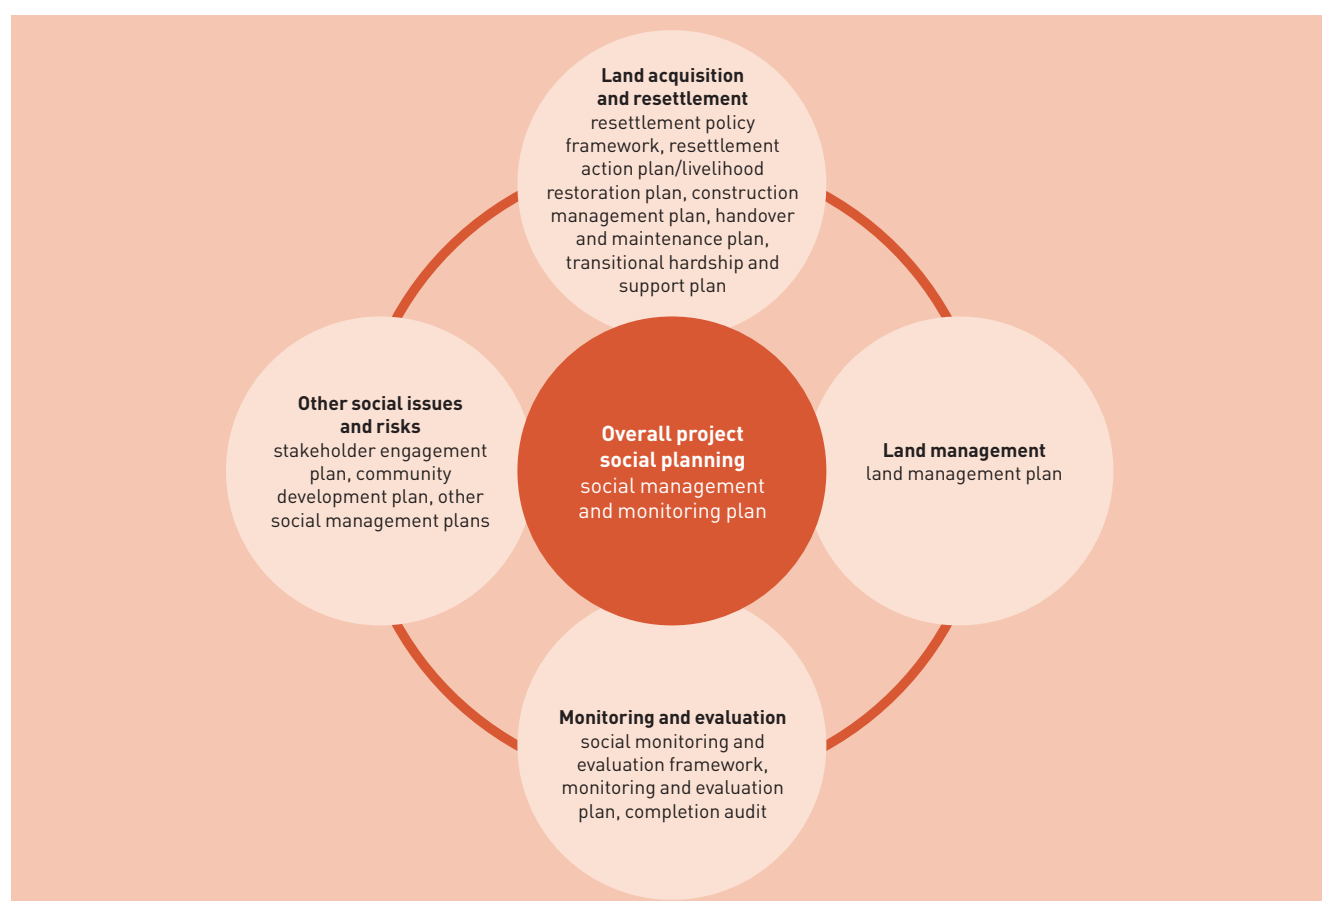 Land acquisition
and resettlement
resettlement policy
framework, resettlement
action plan/livelihood
restoration plan, construction
management plan, handover
and maintenance plan,
transitional hardship and
support plan
Other social issues
and risks
stakeholder engagement
plan, community
development plan, other
social management plans
Overall project
social planning
social management
and monitoring plan
Land management
land management plan
Monitoring and evaluation
social monitoring and
evaluation framework,
monitoring and evaluation
plan, completion audit